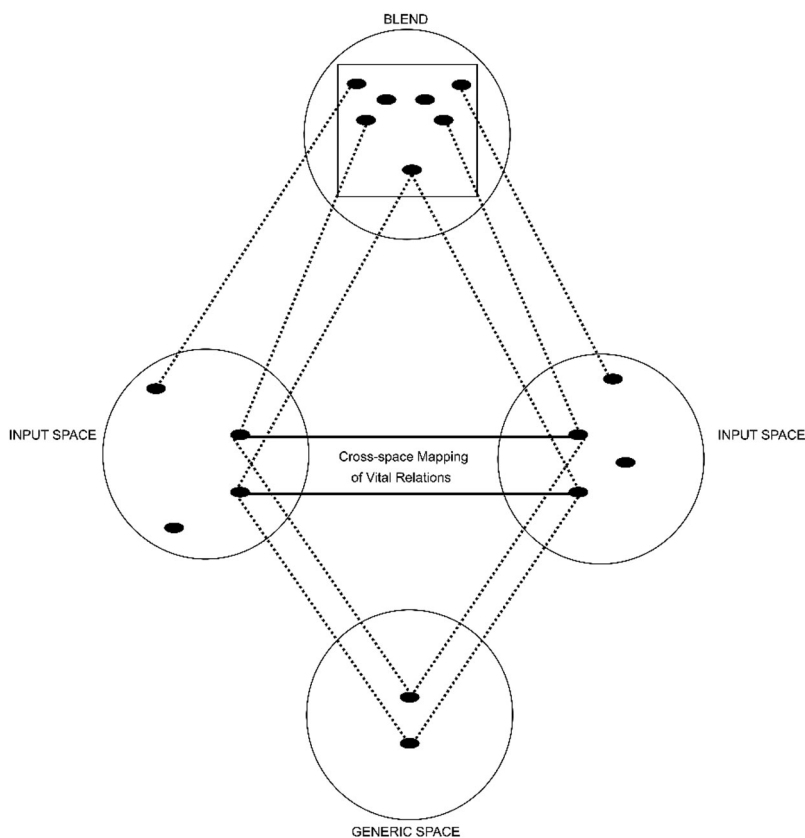 BLEND
INPUT SPACE
INPUT SPACE
Cross-space Mapping
of Vital Relations
GENERIC SPACE